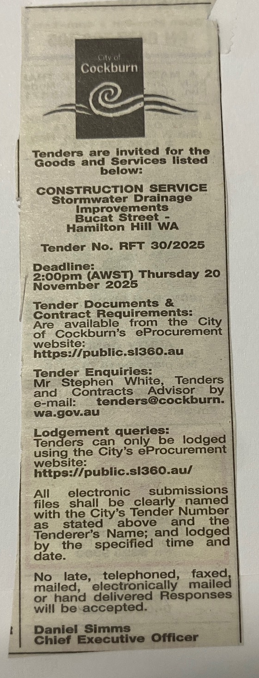 City of
Cockburn
Tenders are invited for the
Goods and Services listed
below:
CONSTRUCTION SERVICE
Stormwater Drainage
Improvements
Bucat Street -
Hamilton Hill WA
Tender No. RFT 30/2025
Deadline:
2:00pm (AWST) Thursday 20
November 2025
Tender Documents &
Contract Requirements:
Are available from the City
of Cockburn's eProcurement
website:
https://public.sl360.au
Tender Enquiries:
Mr Stephen White, Tenders
and Contracts Advisor by
e-mail: tenders@cockburn.
wa.gov.au
Lodgement queries:
Tenders can only be lodged
using the City's eProcurement
website:
https://public.sl360.au/
All electronic submissions
files shall be clearly named
with the City's Tender Number
as stated above and the
Tenderer's Name; and lodged
by the specified time and
date.
No late, telephoned, faxed,
mailed, electronically mailed
or hand delivered Responses
will be accepted.
Daniel Simms
Chief Executive Officer